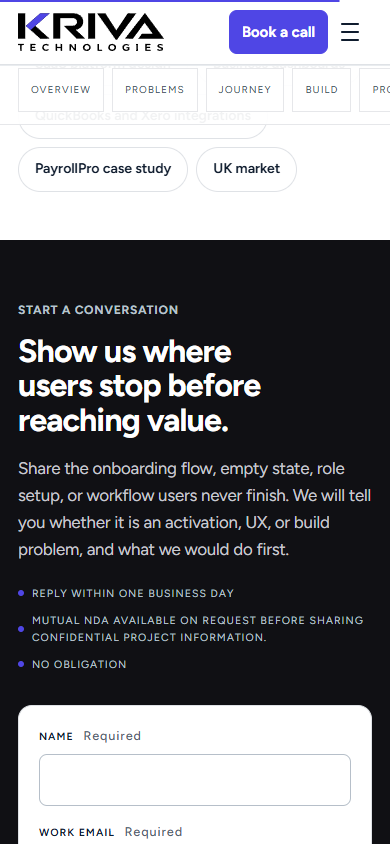 KRIVA
TECHNOLOGIES
Book a call
OVERVIEW
PROBLEMS
JOURNEY
BUILD
PRO
QuickBooks and Xero integrations
PayrollPro case study
UK market
START A CONVERSATION
Show us where
users stop before
reaching value.
Share the onboarding flow, empty state, role
setup, or workflow users never finish. We will tell
you whether it is an activation, UX, or build
problem, and what we would do first.
REPLY WITHIN ONE BUSINESS DAY
MUTUAL NDA AVAILABLE ON REQUEST BEFORE SHARING
CONFIDENTIAL PROJECT INFORMATION.
NO OBLIGATION
NAME Required
WORK EMAIL Required